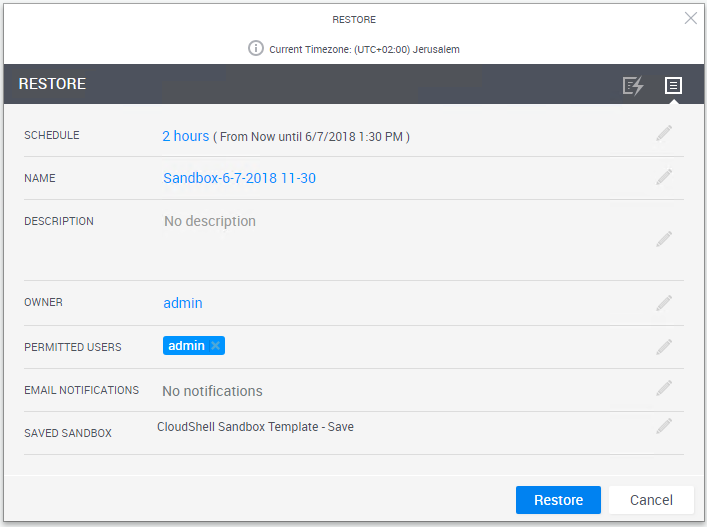 RESTORE
Current Timezone: (UTC+02:00) Jerusalem
RESTORE
SCHEDULE 2 hours ( From Now until 6/7/2018 1:30 PM )
NAME Sandbox-6-7-2018 11-30
DESCRIPTION No description
OWNER admin
PERMITTED USERS admin
EMAIL NOTIFICATIONS No notifications
SAVED SANDBOX CloudShell Sandbox Template - Save
Restore Cancel